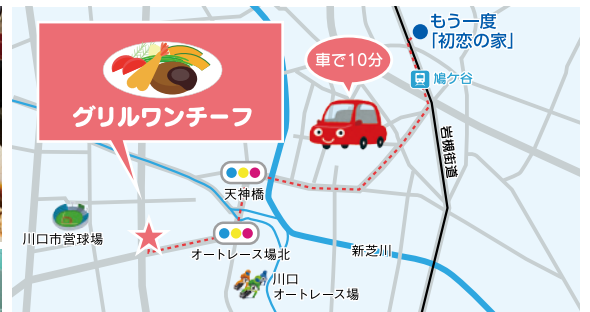 もう一度
「初恋の家」
車で10分
鳩ケ谷
グリルワンチーフ
岩槻街道
天神橋
川口市営球場
オートレース場北
新芝川
川口
オートレース場